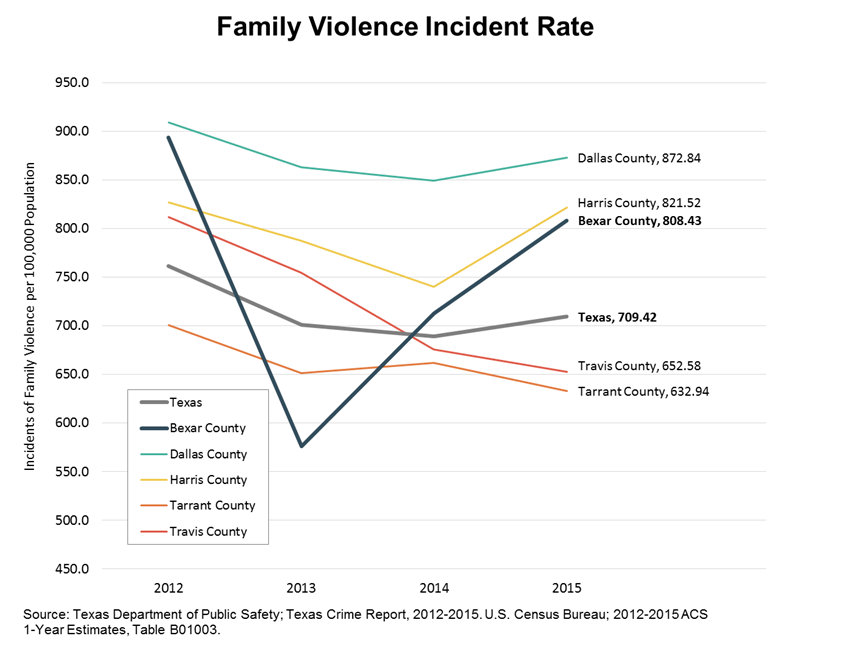 Family Violence Incident Rate
Incidents of Family Violence per 100,000 Population
950.0
900.0
850.0
800.0
750.0
700.0
650.0
600.0
550.0
500.0
450.0
Dallas County, 872.84
Harris County, 821.52
Bexar County, 808.43
Texas, 709.42
Travis County, 652.58
Tarrant County, 632.94
Texas
Bexar County
Dallas County
Harris County
Tarrant County
Travis County
2012 2013 2014 2015
Source: Texas Department of Public Safety; Texas Crime Report, 2012-2015. U.S. Census Bureau; 2012-2015 ACS
1-Year Estimates, Table B01003.